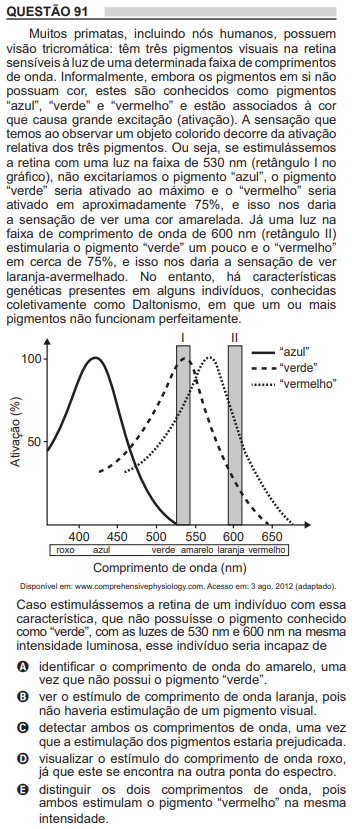 QUESTÃO 91
Muitos primatas, incluindo nós humanos, possuem
visão tricromática: têm três pigmentos visuais na retina
sensíveis à luz de uma determinada faixa de comprimentos
de onda. Informalmente, embora os pigmentos em si não
possuam cor, estes são conhecidos como pigmentos
“azul”, “verde” e “vermelho” e estão associados à cor
que causa grande excitação (ativação). A sensação que
temos ao observar um objeto colorido decorre da ativação
relativa dos três pigmentos. Ou seja, se estimulássemos
a retina com uma luz na faixa de 530 nm (retângulo I no
gráfico), não excitaríamos o pigmento “azul”, o pigmento
“verde” seria ativado ao máximo e o “vermelho” seria
ativado em aproximadamente 75%, e isso nos daria
a sensação de ver uma cor amarelada. Já uma luz na
faixa de comprimento de onda de 600 nm (retângulo II)
estimularia o pigmento “verde” um pouco e o “vermelho”
em cerca de 75%, e isso nos daria a sensação de ver
laranja-avermelhado. No entanto, há características
genéticas presentes em alguns indivíduos, conhecidas
coletivamente como Daltonismo, em que um ou mais
pigmentos não funcionam perfeitamente.
I II
“azul”
“verde”
“vermelho”
Ativação (%)
100
50
400 450 500 550 600 650
roxo azul verde amarelo laranja vermelho
Comprimento de onda (nm)
Disponível em: www.comprehensivephysiology.com. Acesso em: 3 ago. 2012 (adaptado).
Caso estimulássemos a retina de um indivíduo com essa
característica, que não possuísse o pigmento conhecido
como “verde”, com as luzes de 530 nm e 600 nm na mesma
intensidade luminosa, esse indivíduo seria incapaz de
A identificar o comprimento de onda do amarelo, uma
vez que não possui o pigmento “verde”.
B ver o estímulo de comprimento de onda laranja, pois
não haveria estimulação de um pigmento visual.
C detectar ambos os comprimentos de onda, uma vez
que a estimulação dos pigmentos estaria prejudicada.
D visualizar o estímulo do comprimento de onda roxo,
já que este se encontra na outra ponta do espectro.
E distinguir os dois comprimentos de onda, pois
ambos estimulam o pigmento “vermelho” na mesma
intensidade.